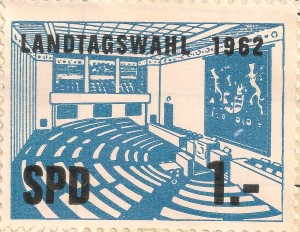 LANDTAGSWAHL 1962
SPD 1.-